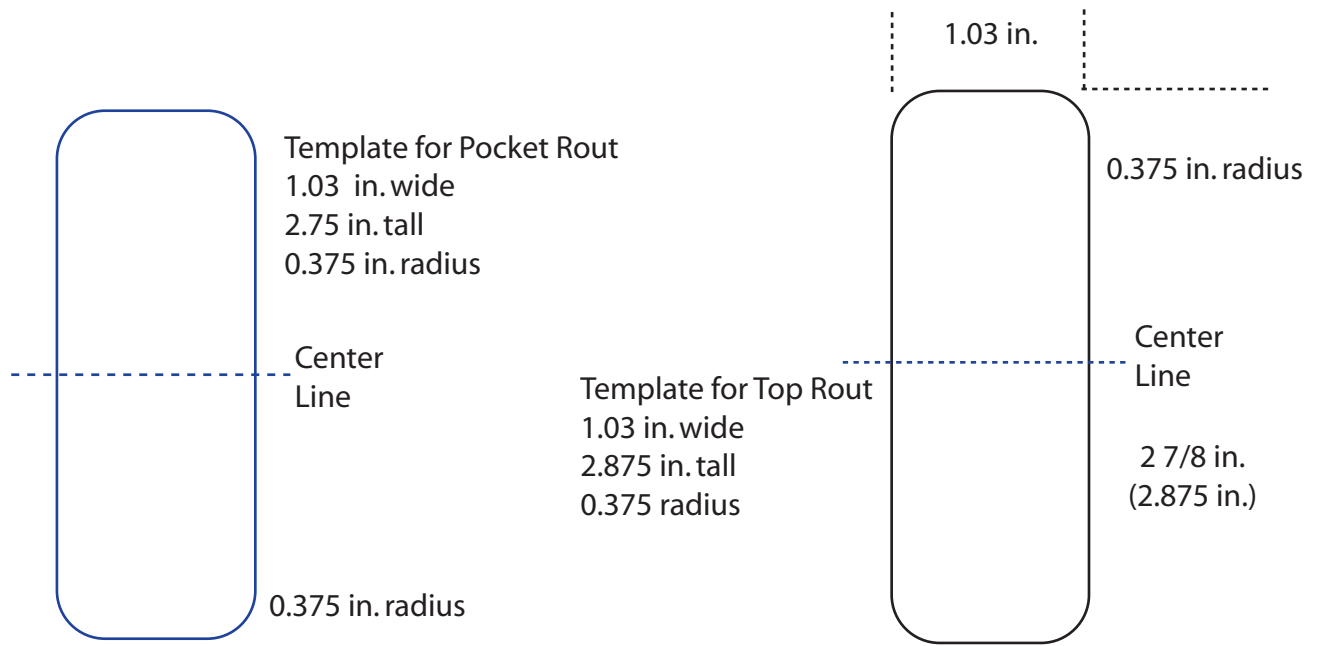 1.03 in.
Template for Pocket Rout
1.03 in. wide
2.75 in. tall
0.375 in. radius
0.375 in. radius
Center
Line
Center
Line
Template for Top Rout
1.03 in. wide
2.875 in. tall
0.375 radius
2 7/8 in.
(2.875 in.)
0.375 in. radius